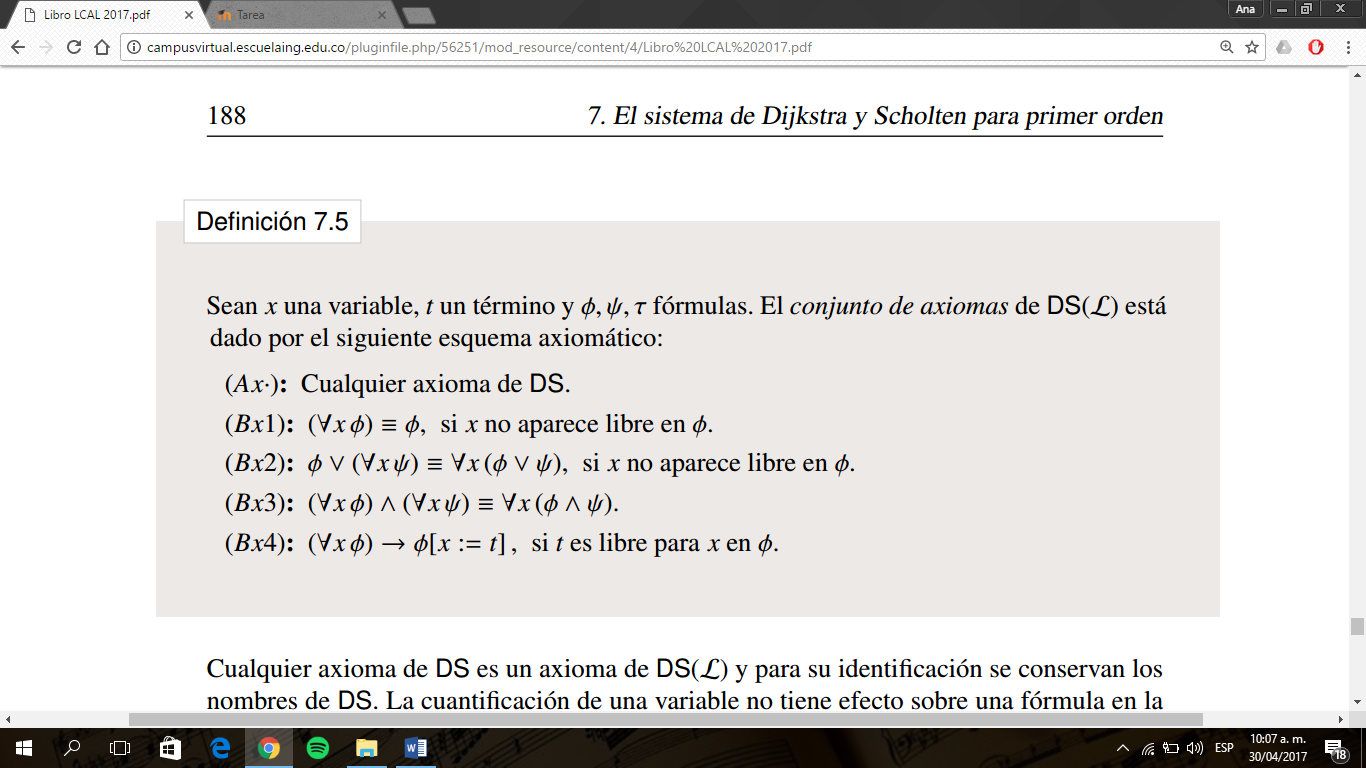 Libro LCAL 2017.pdf
Tarea
Ana
campusvirtual.escuelaing.edu.co/pluginfile.php/56251/mod_resource/content/4/Libro%20LCAL%202017.pdf
188 7. El sistema de Dijkstra y Scholten para primer orden
Definición 7.5
Sean x una variable, t un término y ϕ, ψ, τ fórmulas. El conjunto de axiomas de DS(ℒ) está
dado por el siguiente esquema axiomático:
(Ax·): Cualquier axioma de DS.
(Bx1): (∀x ϕ) ≡ ϕ, si x no aparece libre en ϕ.
(Bx2): ϕ ∨ (∀x ψ) ≡ ∀x (ϕ ∨ ψ), si x no aparece libre en ϕ.
(Bx3): (∀x ϕ) ∧ (∀x ψ) ≡ ∀x (ϕ ∧ ψ).
(Bx4): (∀x ϕ) → ϕ[x := t] , si t es libre para x en ϕ.
Cualquier axioma de DS es un axioma de DS(ℒ) y para su identificación se conservan los
nombres de DS. La cuantificación de una variable no tiene efecto sobre una fórmula en la
ESP
10:07 a. m.
30/04/2017
18